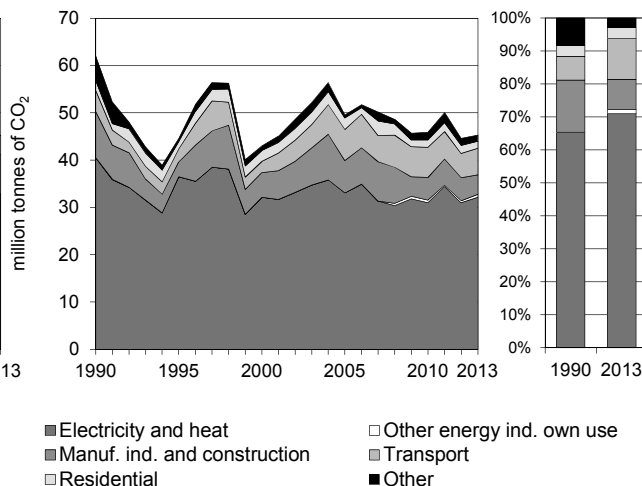 million tonnes of CO2
70
60
50
40
30
20
10
0
1990 1995 2000 2005 2010 2013
13
100%
90%
80%
70%
60%
50%
40%
30%
20%
10%
0%
1990 2013
Electricity and heat
Other energy ind. own use
Manuf. ind. and construction
Transport
Residential
Other